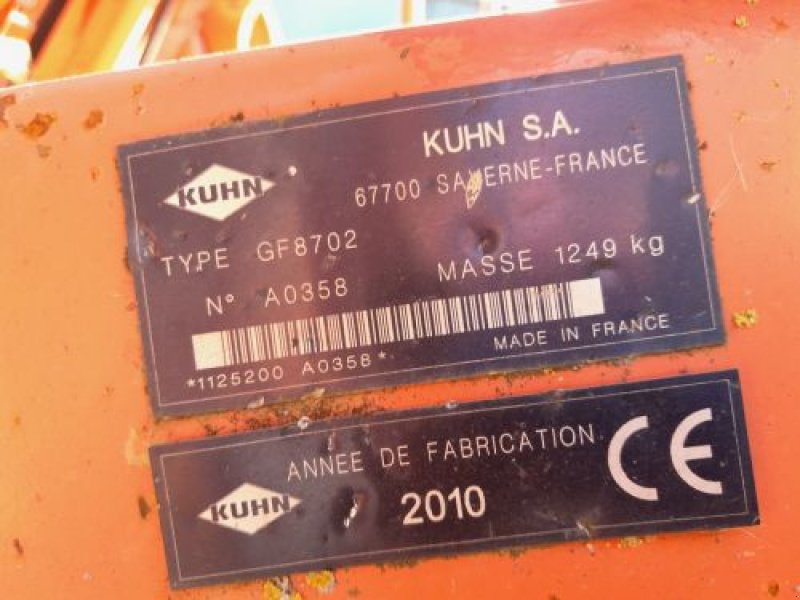 KUHN
KUHN S.A.
67700 SAVERNE-FRANCE
TYPE GF8702
MASSE 1249 kg
N° A0358
*1125200 A0358*
MADE IN FRANCE
KUHN
ANNEE DE FABRICATION
2010
CE